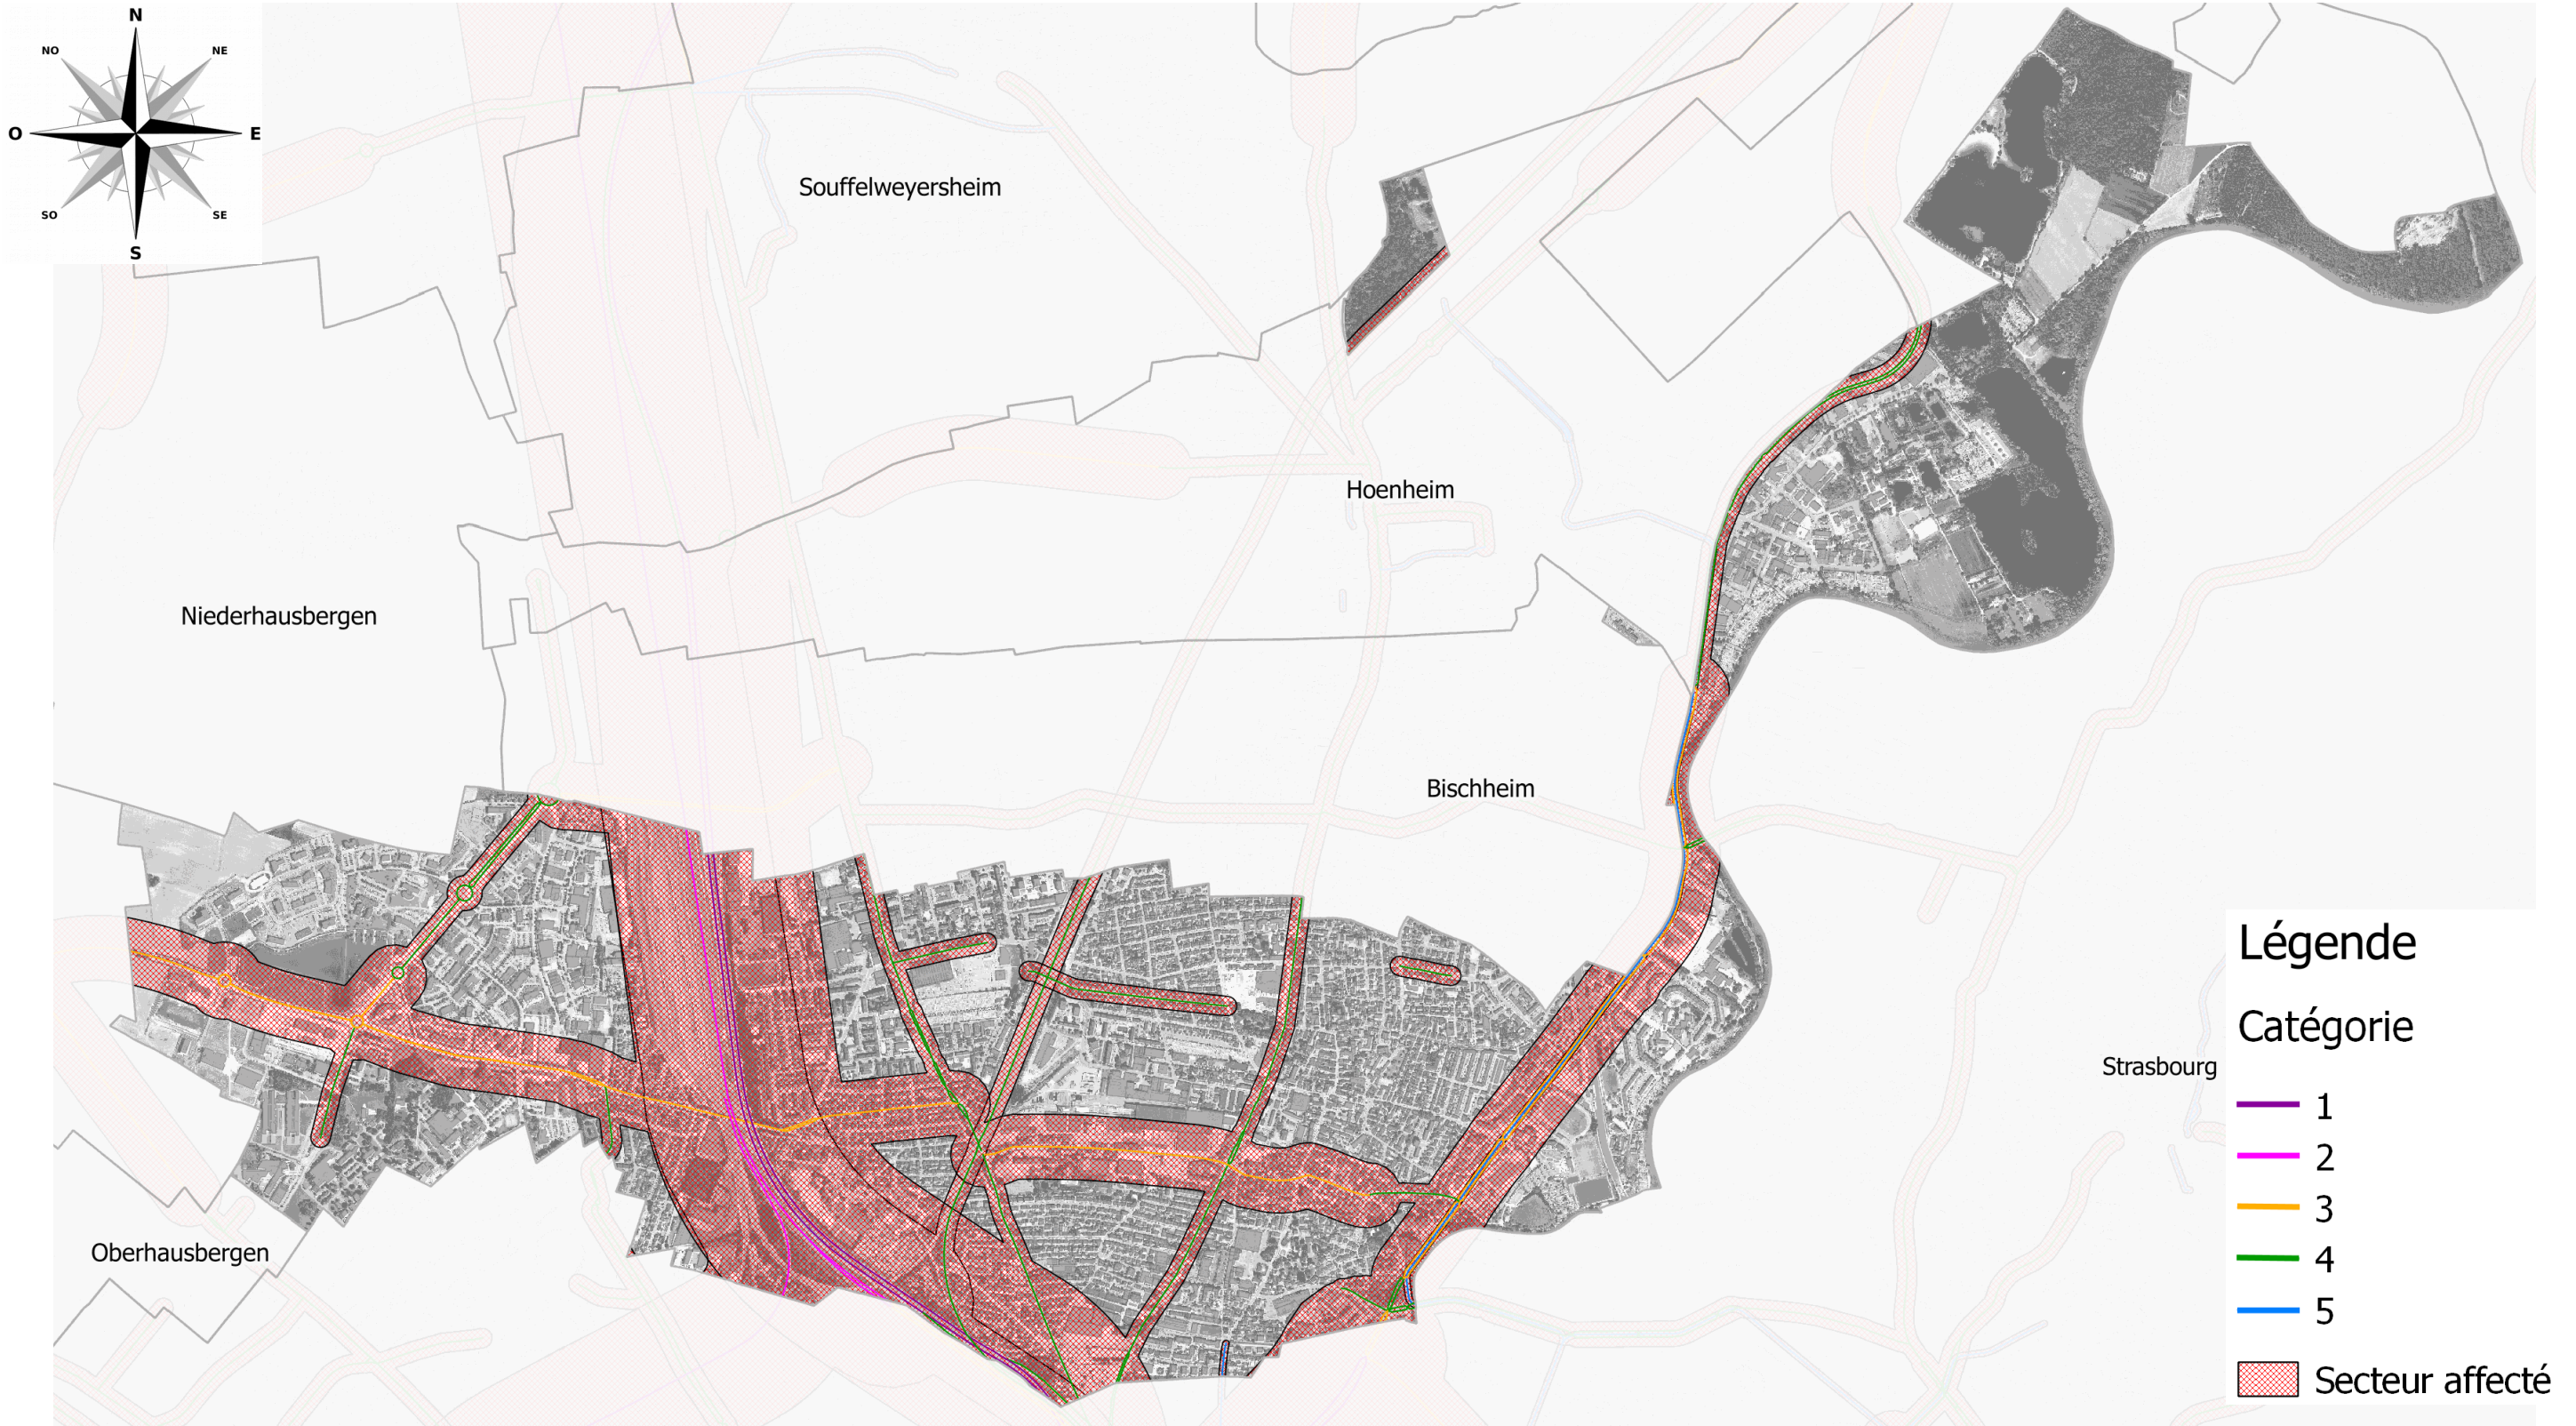 N
NO
NE
O
E
SO
SE
S
Souffelweyersheim
Hoenheim
Niederhausbergen
Bischheim
Strasbourg
Oberhausbergen
Légende
Catégorie
1
2
3
4
5
Secteur affecté